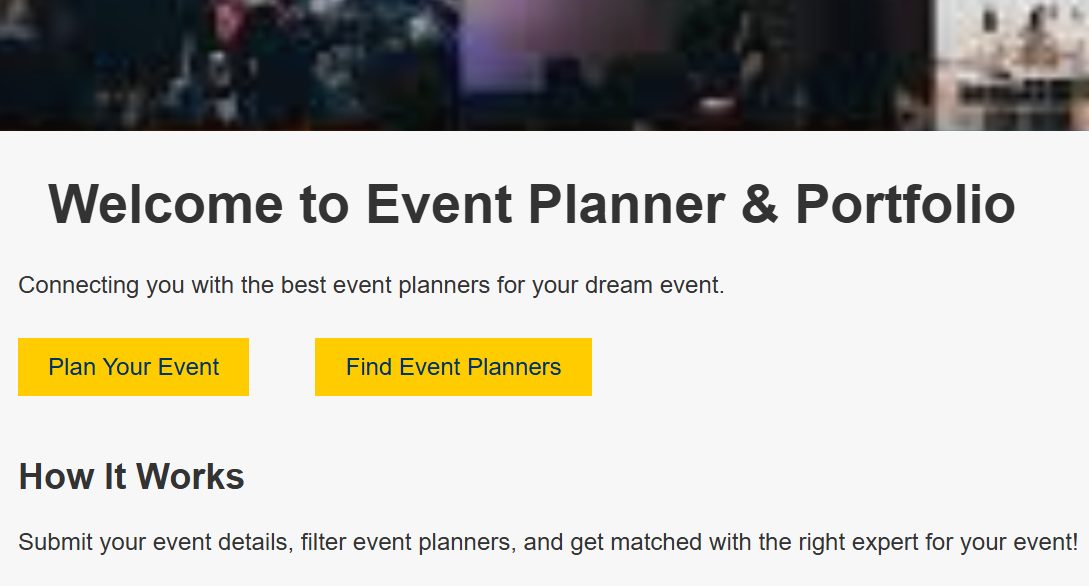 Welcome to Event Planner & Portfolio
Connecting you with the best event planners for your dream event.
Plan Your Event
Find Event Planners
How It Works
Submit your event details, filter event planners, and get matched with the right expert for your event!